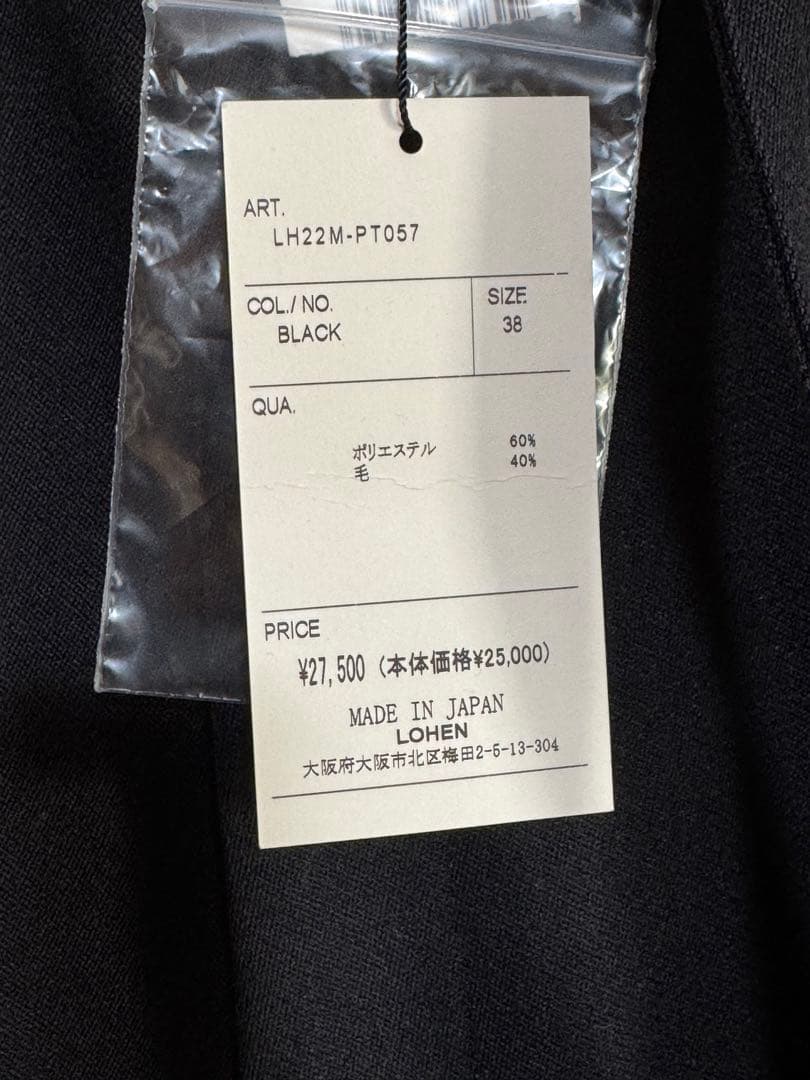 ART.
LH22M-PT057
COL./NO.
BLACK
SIZE
38
QUA.
ポリエステル 60%
毛 40%
PRICE
¥27,500 (本体価格¥25,000)
MADE IN JAPAN
LOHEN
大阪府大阪市北区梅田2-5-13-304